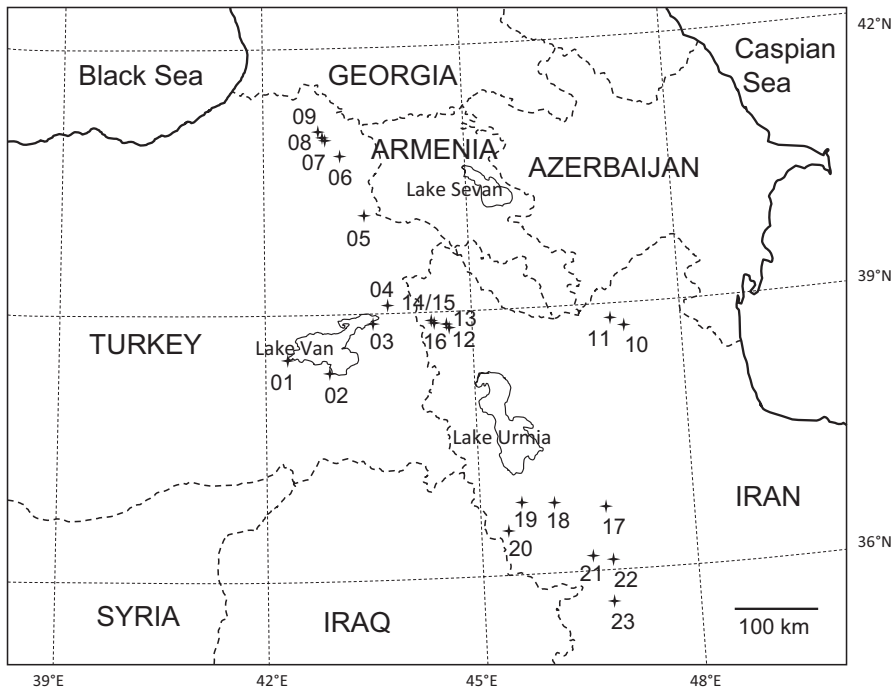 42°N
Caspian
Sea
Black Sea
GEORGIA
09
08
07
06
ARMENIA
AZERBAIJAN
Lake Sevan
05
39°N
04
14/15
13
16
12
03
11
10
TURKEY
Lake Van
01
02
Lake Urmia
IRAN
19
18
17
20
36°N
21
22
23
SYRIA
IRAQ
100 km
39°E
42°E
45°E
48°E